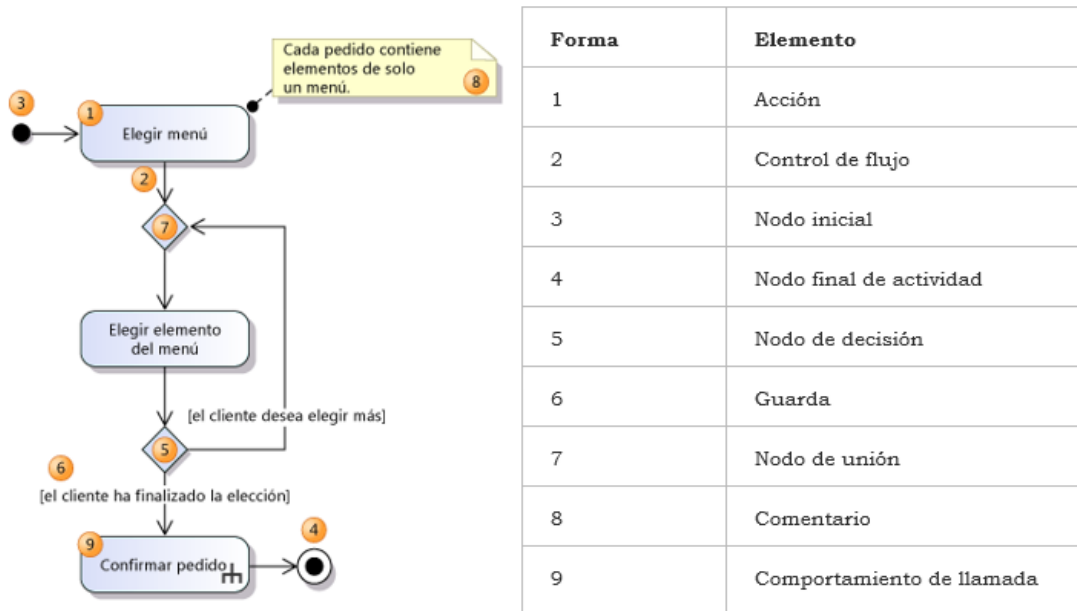 Cada pedido contiene
elementos de solo
un menú.
8
3
1
Elegir menú
2
7
Elegir elemento
del menú
[el cliente desea elegir más]
5
6
[el cliente ha finalizado la elección]
9
4
Confirmar pedido
Forma Elemento
1 Acción
2 Control de flujo
3 Nodo inicial
4 Nodo final de actividad
5 Nodo de decisión
6 Guarda
7 Nodo de unión
8 Comentario
9 Comportamiento de llamada